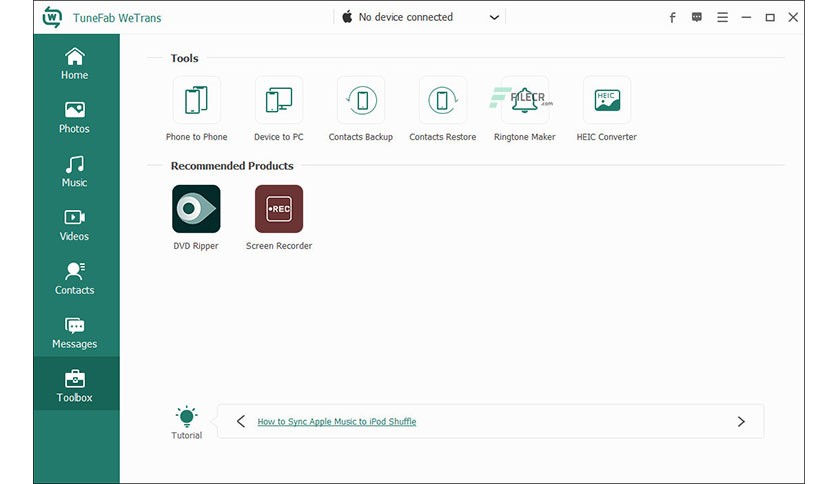 TuneFab WeTrans
No device connected
Home
Photos
Music
Videos
Contacts
Messages
Toolbox
Tools
HEIC
FILECR
.com
Phone to Phone
Device to PC
Contacts Backup
Contacts Restore
Ringtone Maker
HEIC Converter
Recommended Products
REC
DVD Ripper
Screen Recorder
Tutorial
How to Sync Apple Music to iPod Shuffle